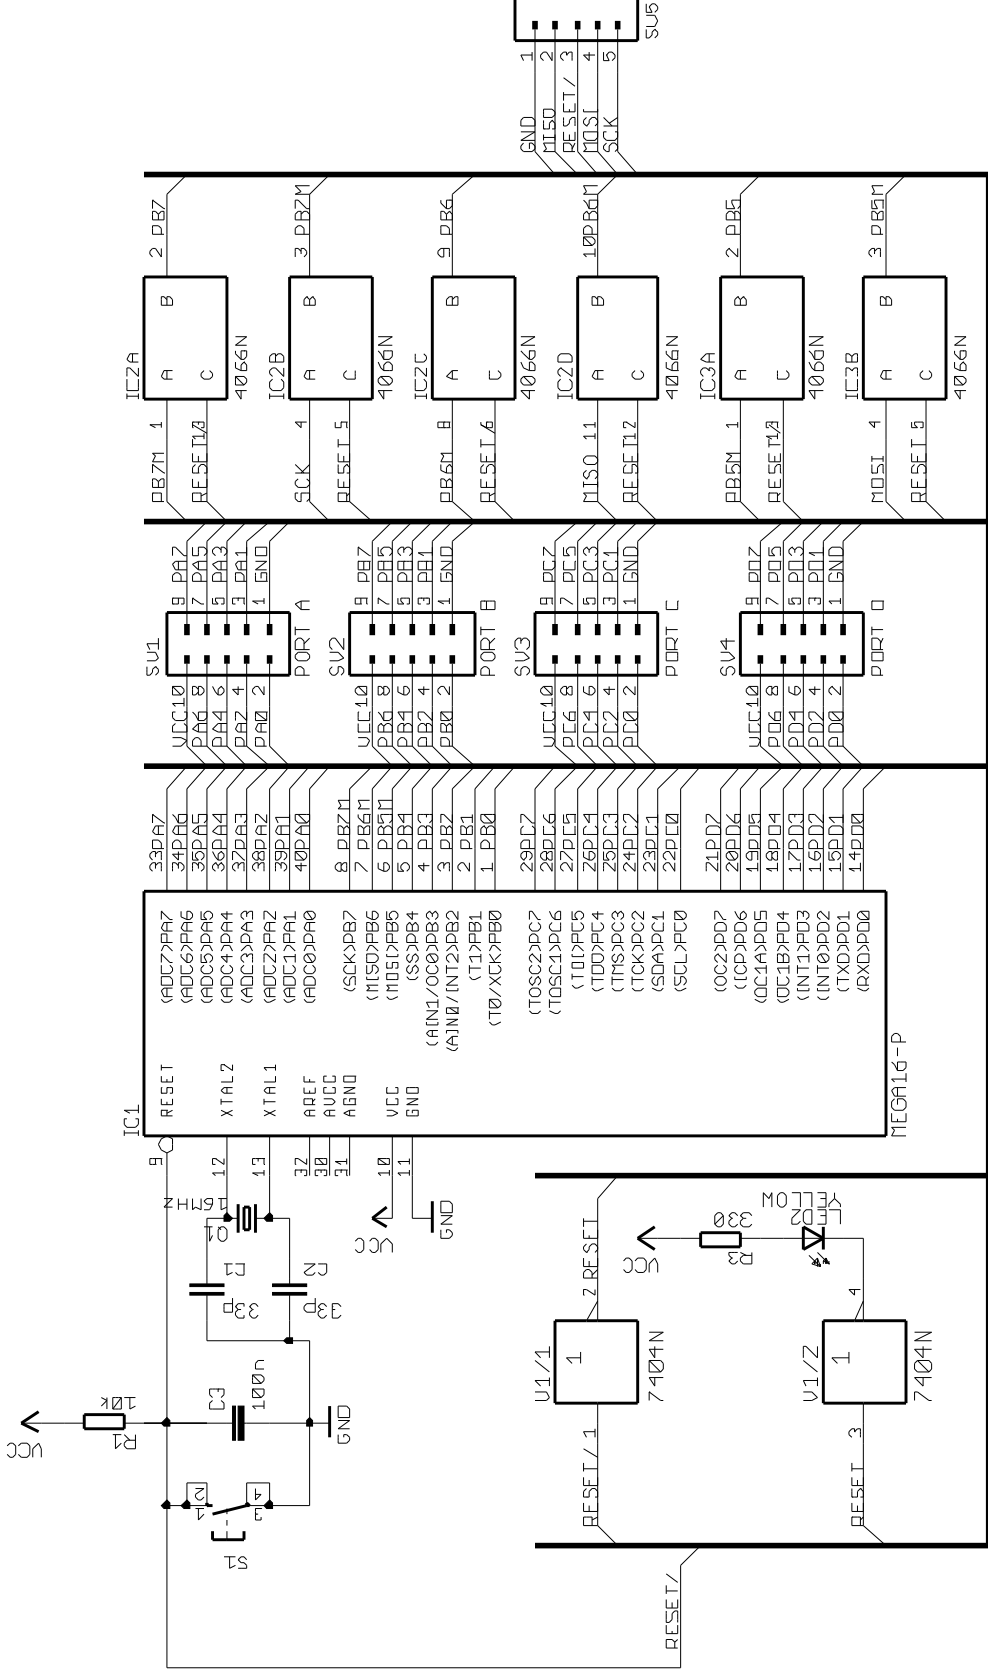 SV5
1
2
3
4
5
GND
MISO
RESET/
MOSI
SCK
2 PB7
3 PB7M
9 PB6
10PB6M
2 PB5
3 PB5M
IC2A
A
B
C
4066N
IC2B
A
B
C
4066N
IC2C
A
B
C
4066N
IC2D
A
B
C
4066N
IC3A
A
B
C
4066N
IC3B
A
B
C
4066N
PB7M 1
RESET13
SCK 4
RESET 5
PB6M 8
RESET/6
MISO 11
RESET12
PB5M 1
RESET13
MOSI 4
RESET 5
SV1
9 PA7
7 PA5
5 PA3
3 PA1
1 GND
VCC10
PA6 8
PA4 6
PA2 4
PA0 2
PORT A
SV2
9 PB7
7 PB5
5 PB3
3 PB1
1 GND
VCC10
PB6 8
PB4 6
PB2 4
PB0 2
PORT B
SV3
9 PC7
7 PC5
5 PC3
3 PC1
1 GND
VCC10
PC6 8
PC4 6
PC2 4
PC0 2
PORT C
SV4
9 PD7
7 PD5
5 PD3
3 PD1
1 GND
VCC10
PD6 8
PD4 6
PD2 4
PD0 2
PORT D
33PA7
34PA6
35PA5
36PA4
37PA3
38PA2
39PA1
40PA0
8 PB7M
7 PB6M
6 PB5M
5 PB4
4 PB3
3 PB2
2 PB1
1 PB0
29PC7
28PC6
27PC5
26PC4
25PC3
24PC2
23PC1
22PC0
21PD7
20PD6
19PD5
18PD4
17PD3
16PD2
15PD1
14PD0
(ADC7)PA7
(ADC6)PA6
(ADC5)PA5
(ADC4)PA4
(ADC3)PA3
(ADC2)PA2
(ADC1)PA1
(ADC0)PA0
(SCK)PB7
(MISO)PB6
(MOSI)PB5
(SS)PB4
(AIN1/OC0)PB3
(AIN0/INT2)PB2
(T1)PB1
(T0/XCK)PB0
(TOSC2)PC7
(TOSC1)PC6
(TDI)PC5
(TDO)PC4
(TMS)PC3
(TCK)PC2
(SDA)PC1
(SCL)PC0
(OC2)PD7
(ICP)PD6
(OC1A)PD5
(OC1B)PD4
(INT1)PD3
(INT0)PD2
(TXD)PD1
(RXD)PD0
IC1
RESET
XTAL2
XTAL1
AREF
AVCC
AGND
VCC
GND
MEGA16-P
9
12
13
32
30
31
10
11
VCC
GND
16MHZ
Q1
C1
33p
C2
33p
C3
100n
GND
VCC
R1
10k
S1
1
2
3
4
RESET/
V1/1
1
7404N
RESET/ 1
2 RESET
V1/2
1
7404N
RESET 3
4
VCC
R3
330
LED2
YELLOW